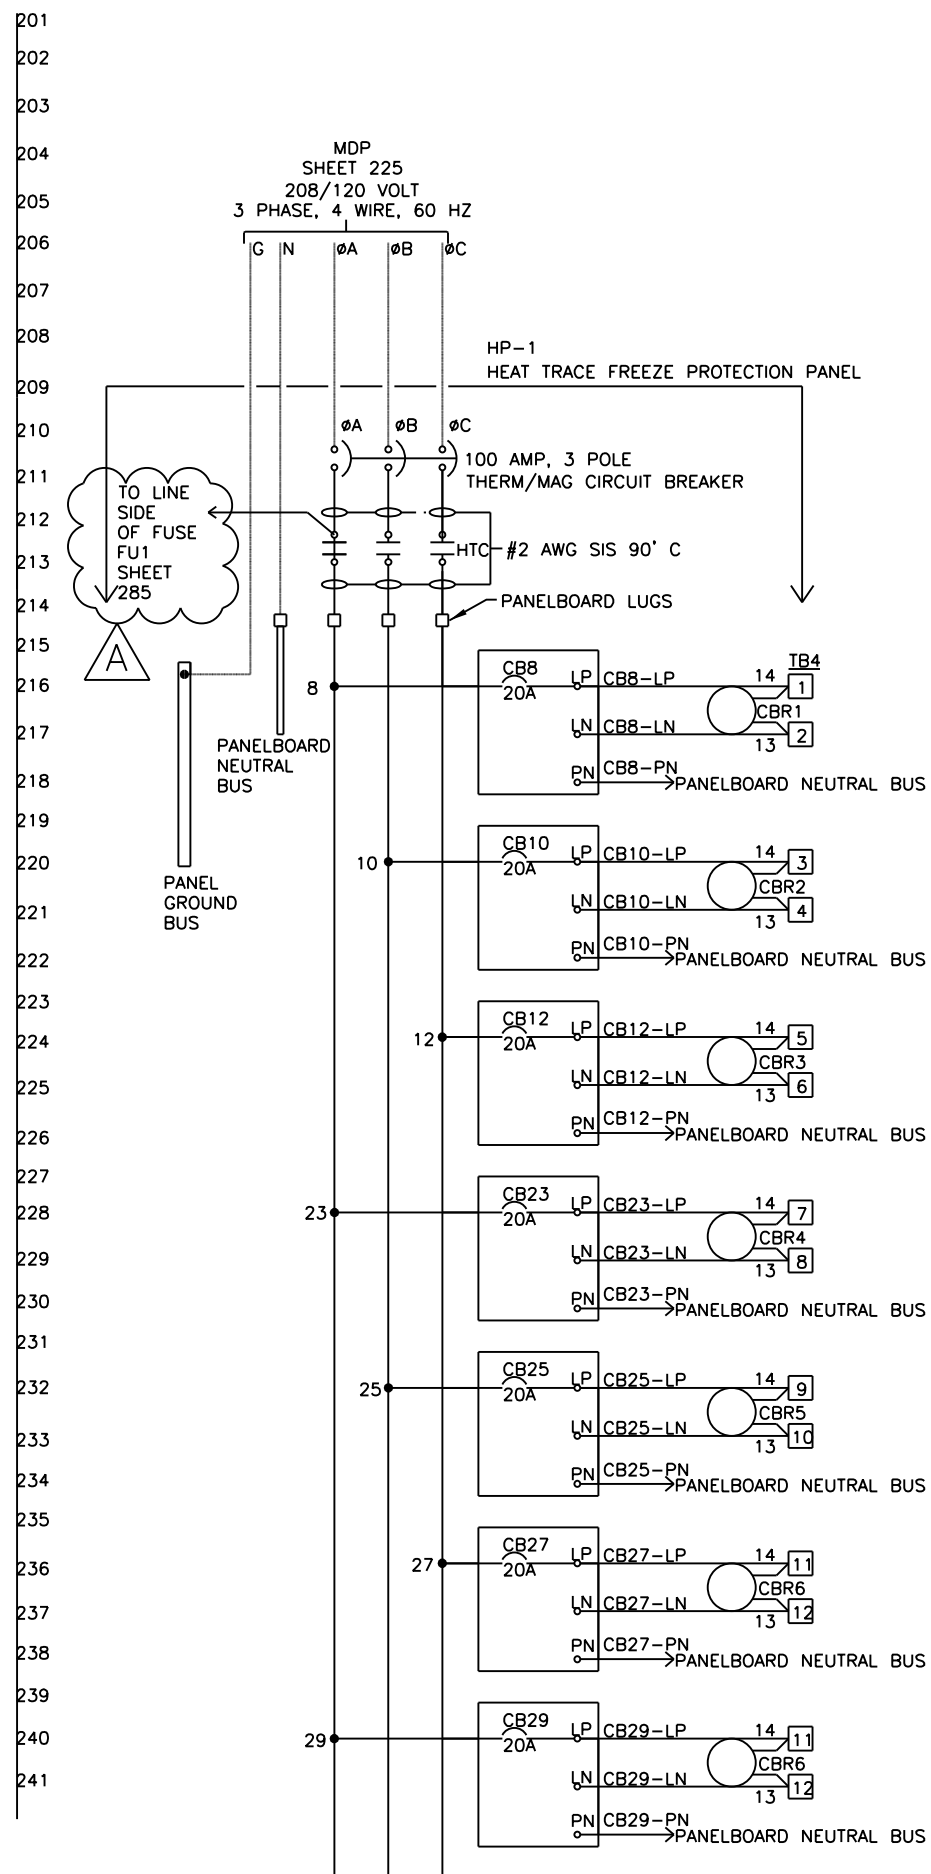 201
202
203
204
MDP
SHEET 225
208/120 VOLT
205
3 PHASE, 4 WIRE, 60 HZ
206
G N ØA ØB ØC
207
208
HP-1
HEAT TRACE FREEZE PROTECTION PANEL
209
210
ØA ØB ØC
100 AMP, 3 POLE
THERM/MAG CIRCUIT BREAKER
211
TO LINE
SIDE
OF FUSE
FU1
SHEET
285
212
213
HTC #2 AWG SIS 90' C
214
PANELBOARD LUGS
215
A
TB4
216
8
CB8
20A
LP CB8-LP 14 1
CBR1
217
LN CB8-LN 13 2
PANELBOARD
NEUTRAL
BUS
218
PN CB8-PN
PANELBOARD NEUTRAL BUS
219
220
10
CB10
20A
LP CB10-LP 14 3
CBR2
PANEL
GROUND
BUS
221
LN CB10-LN 13 4
222
PN CB10-PN
PANELBOARD NEUTRAL BUS
223
224
12
CB12
20A
LP CB12-LP 14 5
CBR3
225
LN CB12-LN 13 6
226
PN CB12-PN
PANELBOARD NEUTRAL BUS
227
228
23
CB23
20A
LP CB23-LP 14 7
CBR4
229
LN CB23-LN 13 8
230
PN CB23-PN
PANELBOARD NEUTRAL BUS
231
232
25
CB25
20A
LP CB25-LP 14 9
CBR5
233
LN CB25-LN 13 10
234
PN CB25-PN
PANELBOARD NEUTRAL BUS
235
236
27
CB27
20A
LP CB27-LP 14 11
CBR6
237
LN CB27-LN 13 12
238
PN CB27-PN
PANELBOARD NEUTRAL BUS
239
240
29
CB29
20A
LP CB29-LP 14 11
CBR6
241
LN CB29-LN 13 12
PN CB29-PN
PANELBOARD NEUTRAL BUS